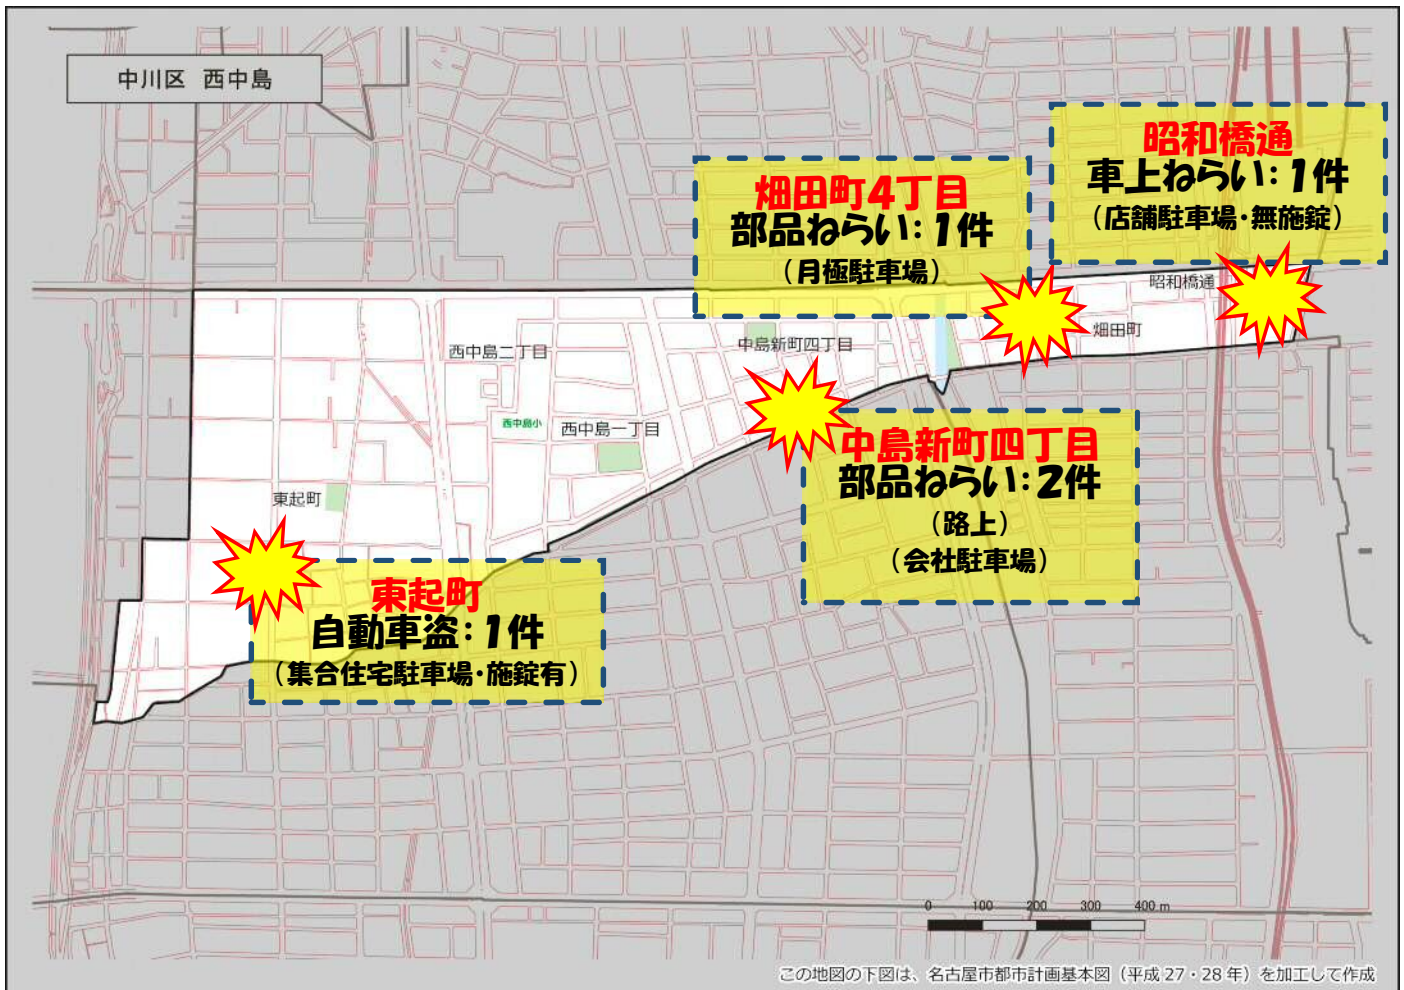 中川区 西中島
昭和橋通
車上ねらい：1件
（店舗駐車場・無施錠）
畑田町4丁目
部品ねらい：1件
（月極駐車場）
昭和橋通
畑田町
中島新町四丁目
西中島二丁目
西中島小
西中島一丁目
中島新町四丁目
部品ねらい：2件
（路上）
（会社駐車場）
東起町
東起町
自動車盗：1件
（集合住宅駐車場・施錠有）
0 100 200 300 400 m
この地図の下図は、名古屋市都市計画基本図（平成 27・28 年）を加工して作成